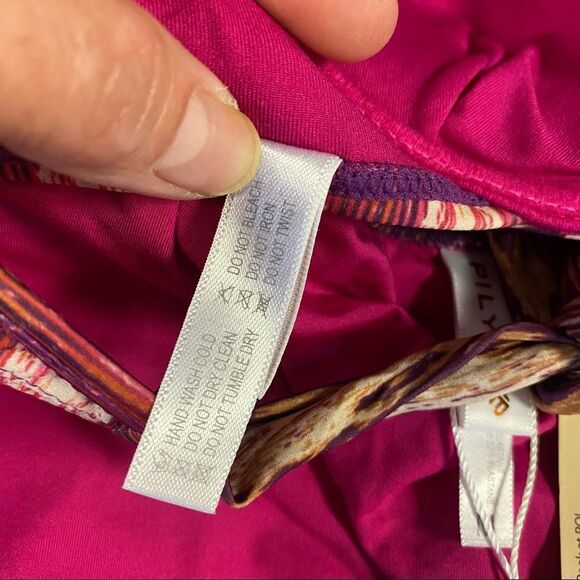 DO NOT BLEACH
DO NOT IRON
DO NOT TWIST
HAND WASH COLD
DO NOT DRY CLEAN
DO NOT TUMBLE DRY
PILY